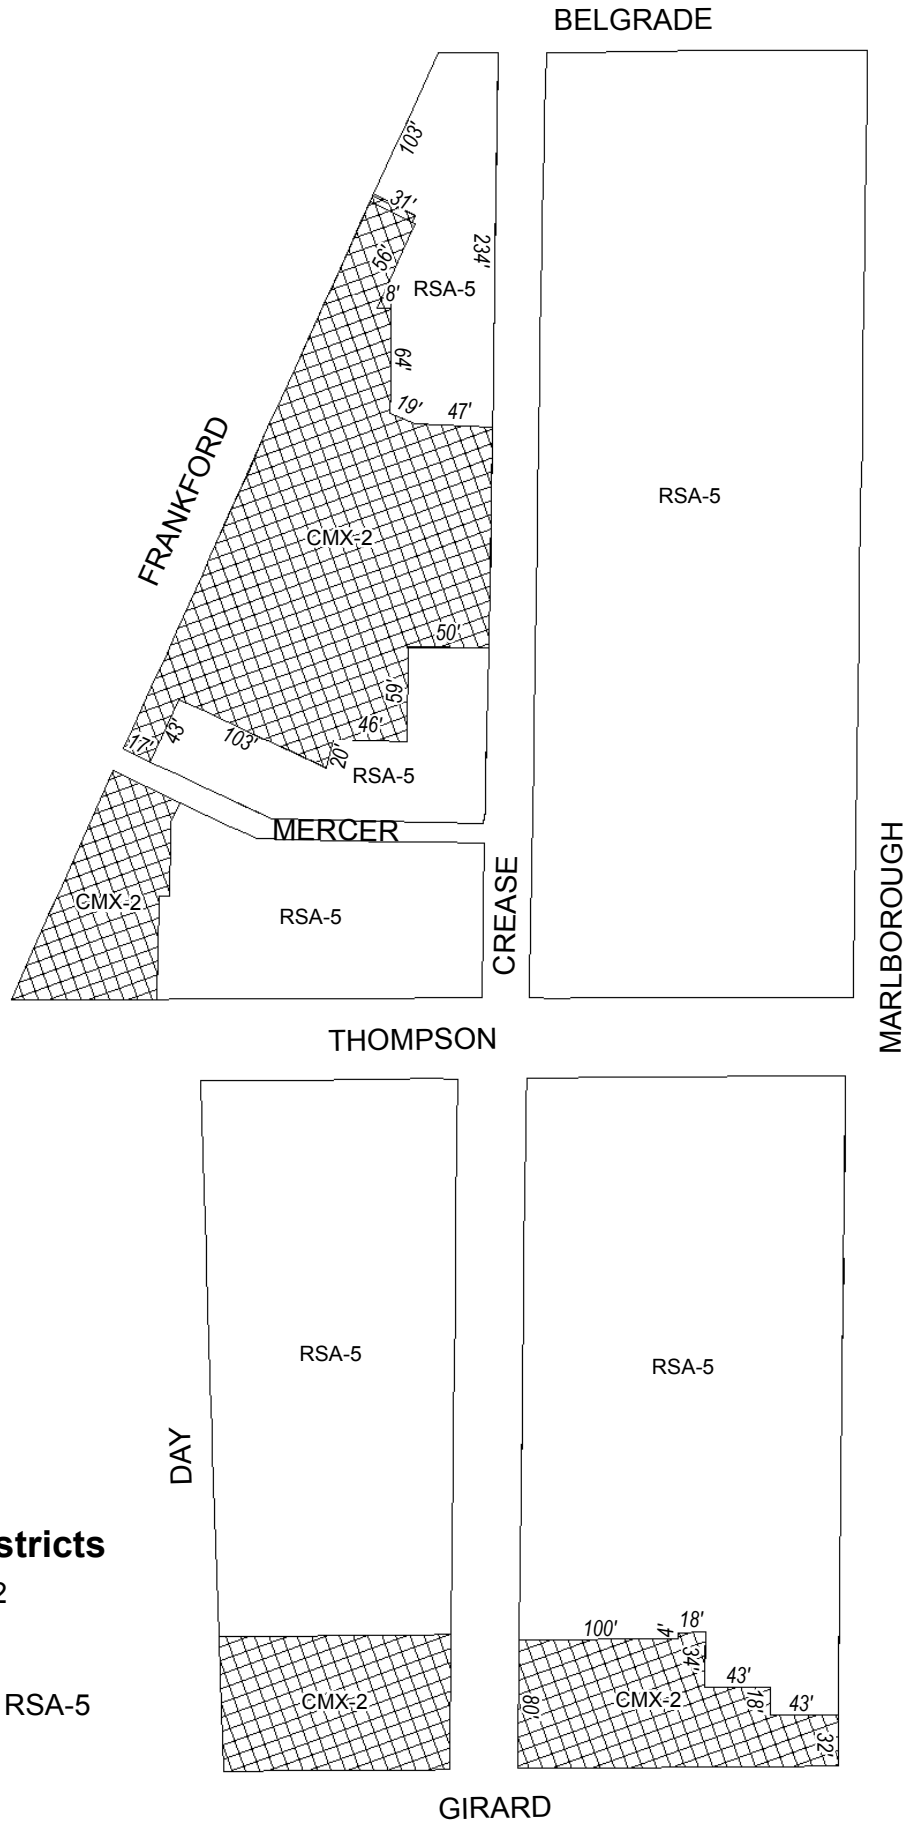 BELGRADE
103'
31'
234'
56'
8'
RSA-5
64'
19'
47'
FRANKFORD
RSA-5
CMX-2
50'
59'
46'
17'
43'
103'
20'
RSA-5
MERCER
CMX-2
RSA-5
CREASE
MARLBOROUGH
THOMPSON
RSA-5
RSA-5
DAY
stricts
2
100'
4'
18'
34'
43'
RSA-5
CMX-2
80'
CMX-2
18'
43'
32'
GIRARD